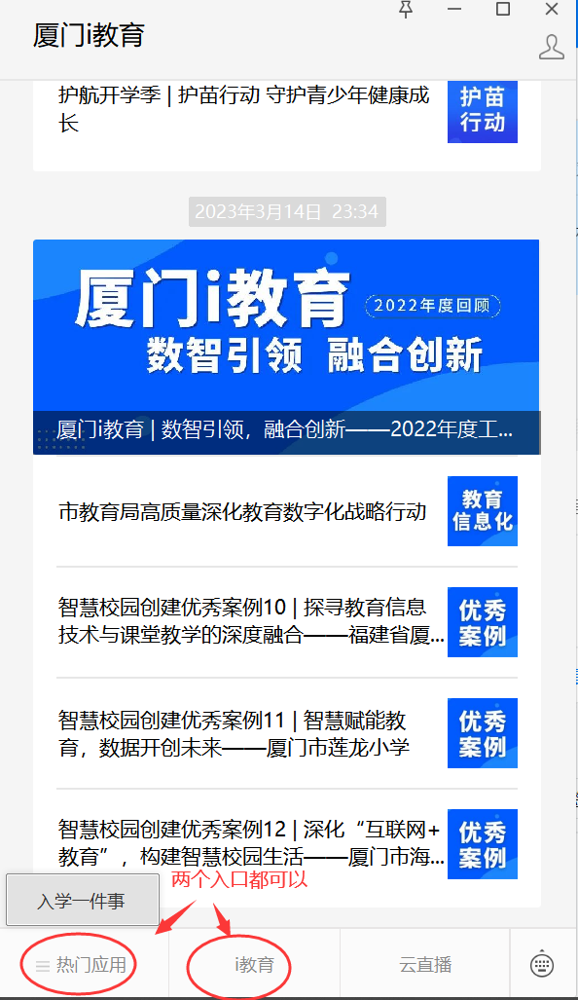 厦门i教育
护航开学季 | 护苗行动 守护青少年健康成
长
护苗
行动
2023年3月14日 23:34
厦门i教育
2022年度回顾
数智引领 融合创新
厦门i教育 | 数智引领，融合创新——2022年度工...
市教育局高质量深化教育数字化战略行动
教育
信息化
智慧校园创建优秀案例10 | 探寻教育信息
技术与课堂教学的深度融合——福建省厦...
优秀
案例
智慧校园创建优秀案例11 | 智慧赋能教
育，数据开创未来——厦门市莲龙小学
优秀
案例
智慧校园创建优秀案例12 | 深化“互联网+
教育”，构建智慧校园生活——厦门市海...
优秀
案例
两个入口都可以
入学一件事
热门应用
i教育
云直播